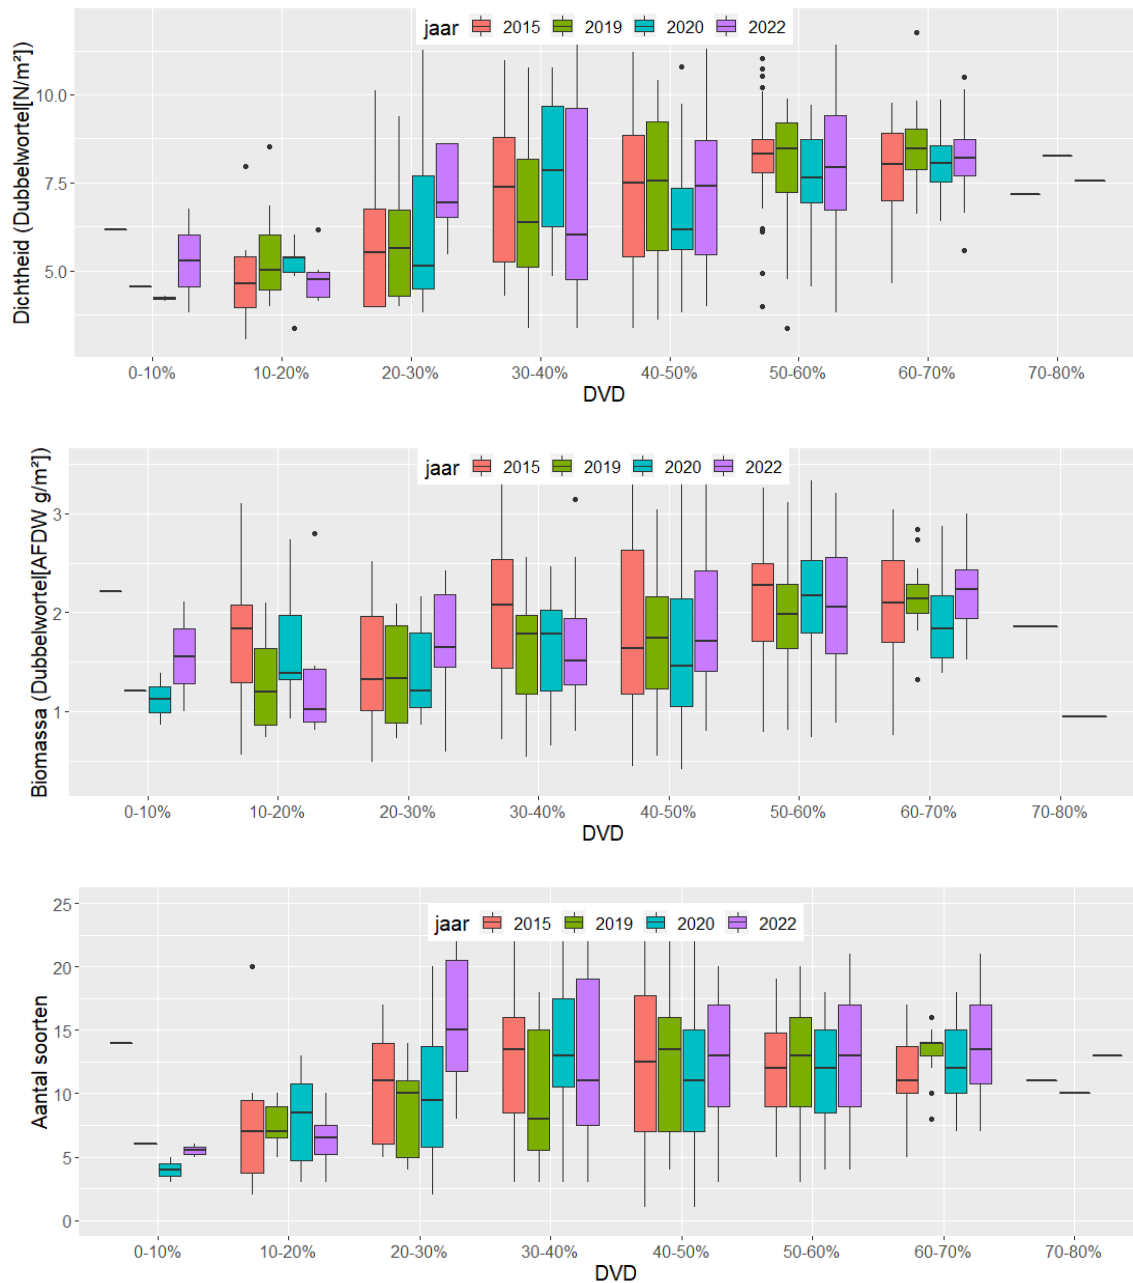 jaar 2015 2019 2020 2022
Dichtheid (Dubbelwortel[N/m²])
10.0
7.5
5.0
0-10% 10-20% 20-30% 30-40% 40-50% 50-60% 60-70% 70-80%
DVD
jaar 2015 2019 2020 2022
Biomassa (Dubbelwortel[AFDW g/m²])
3
2
1
0-10% 10-20% 20-30% 30-40% 40-50% 50-60% 60-70% 70-80%
DVD
jaar 2015 2019 2020 2022
Aantal soorten
25
20
15
10
5
0
0-10% 10-20% 20-30% 30-40% 40-50% 50-60% 60-70% 70-80%
DVD